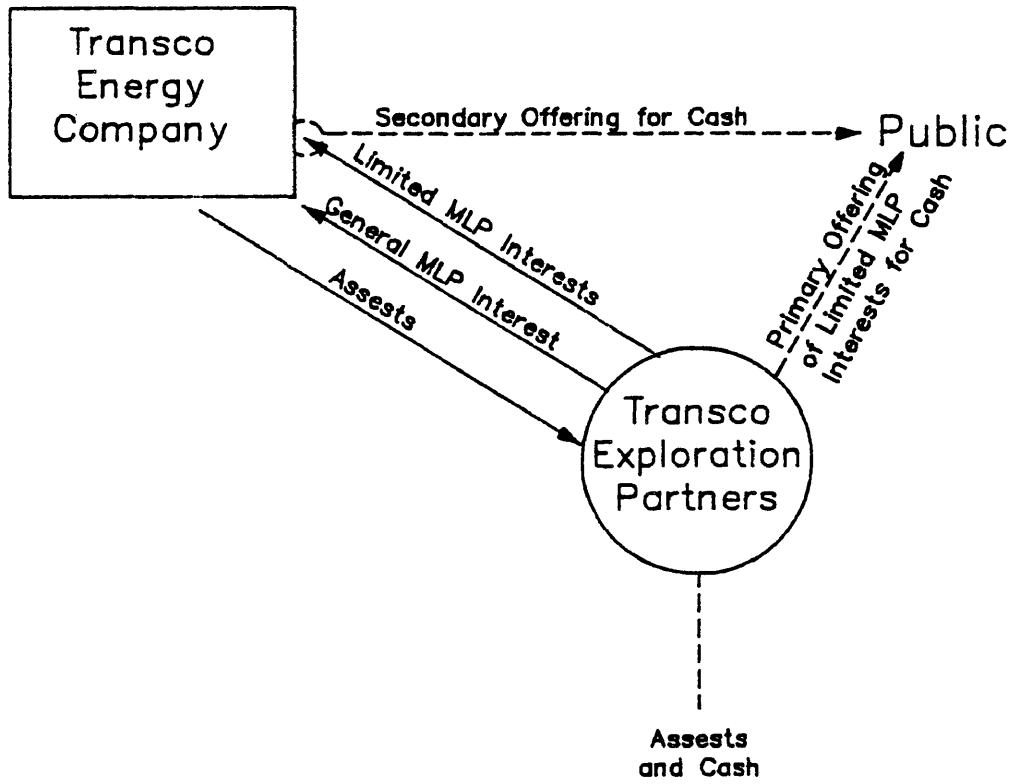 Transco
Energy
Company
Secondary Offering for Cash
Public
Limited MLP Interests
General MLP Interest
Assests
Primary Offering
of Limited MLP
Interests for Cash
Transco
Exploration
Partners
Assests
and Cash